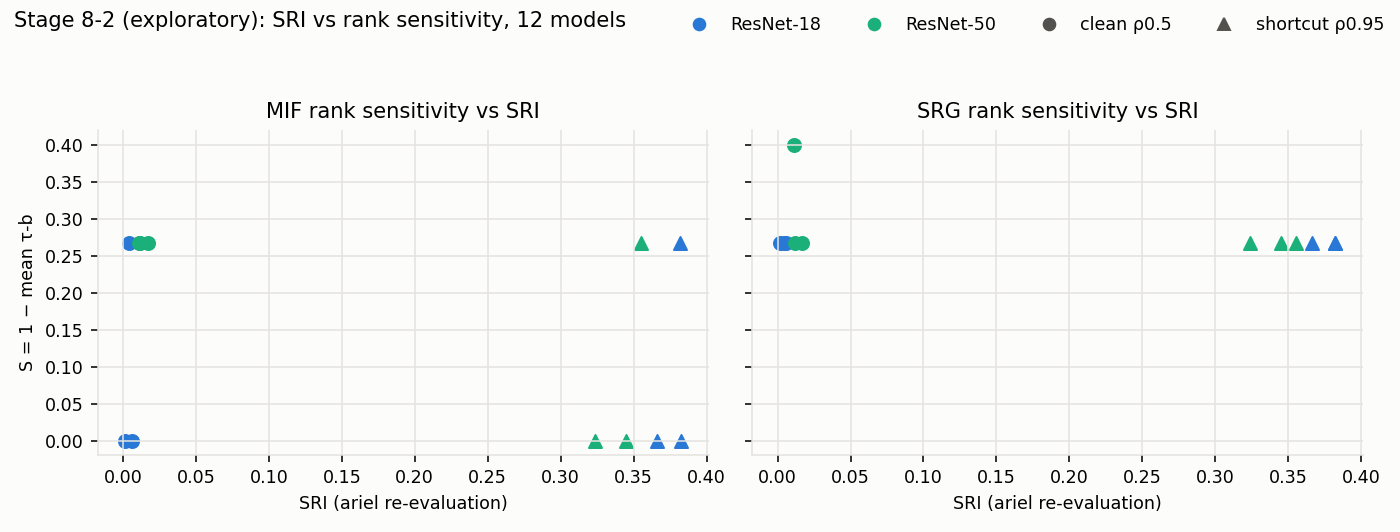 Stage 8-2 (exploratory): SRI vs rank sensitivity, 12 models
ResNet-18 ResNet-50 clean ρ0.5 shortcut ρ0.95
MIF rank sensitivity vs SRI
SRG rank sensitivity vs SRI
S = 1 − mean τ-b
0.40
0.35
0.30
0.25
0.20
0.15
0.10
0.05
0.00
0.00 0.05 0.10 0.15 0.20 0.25 0.30 0.35 0.40
0.00 0.05 0.10 0.15 0.20 0.25 0.30 0.35 0.40
SRI (ariel re-evaluation)
SRI (ariel re-evaluation)